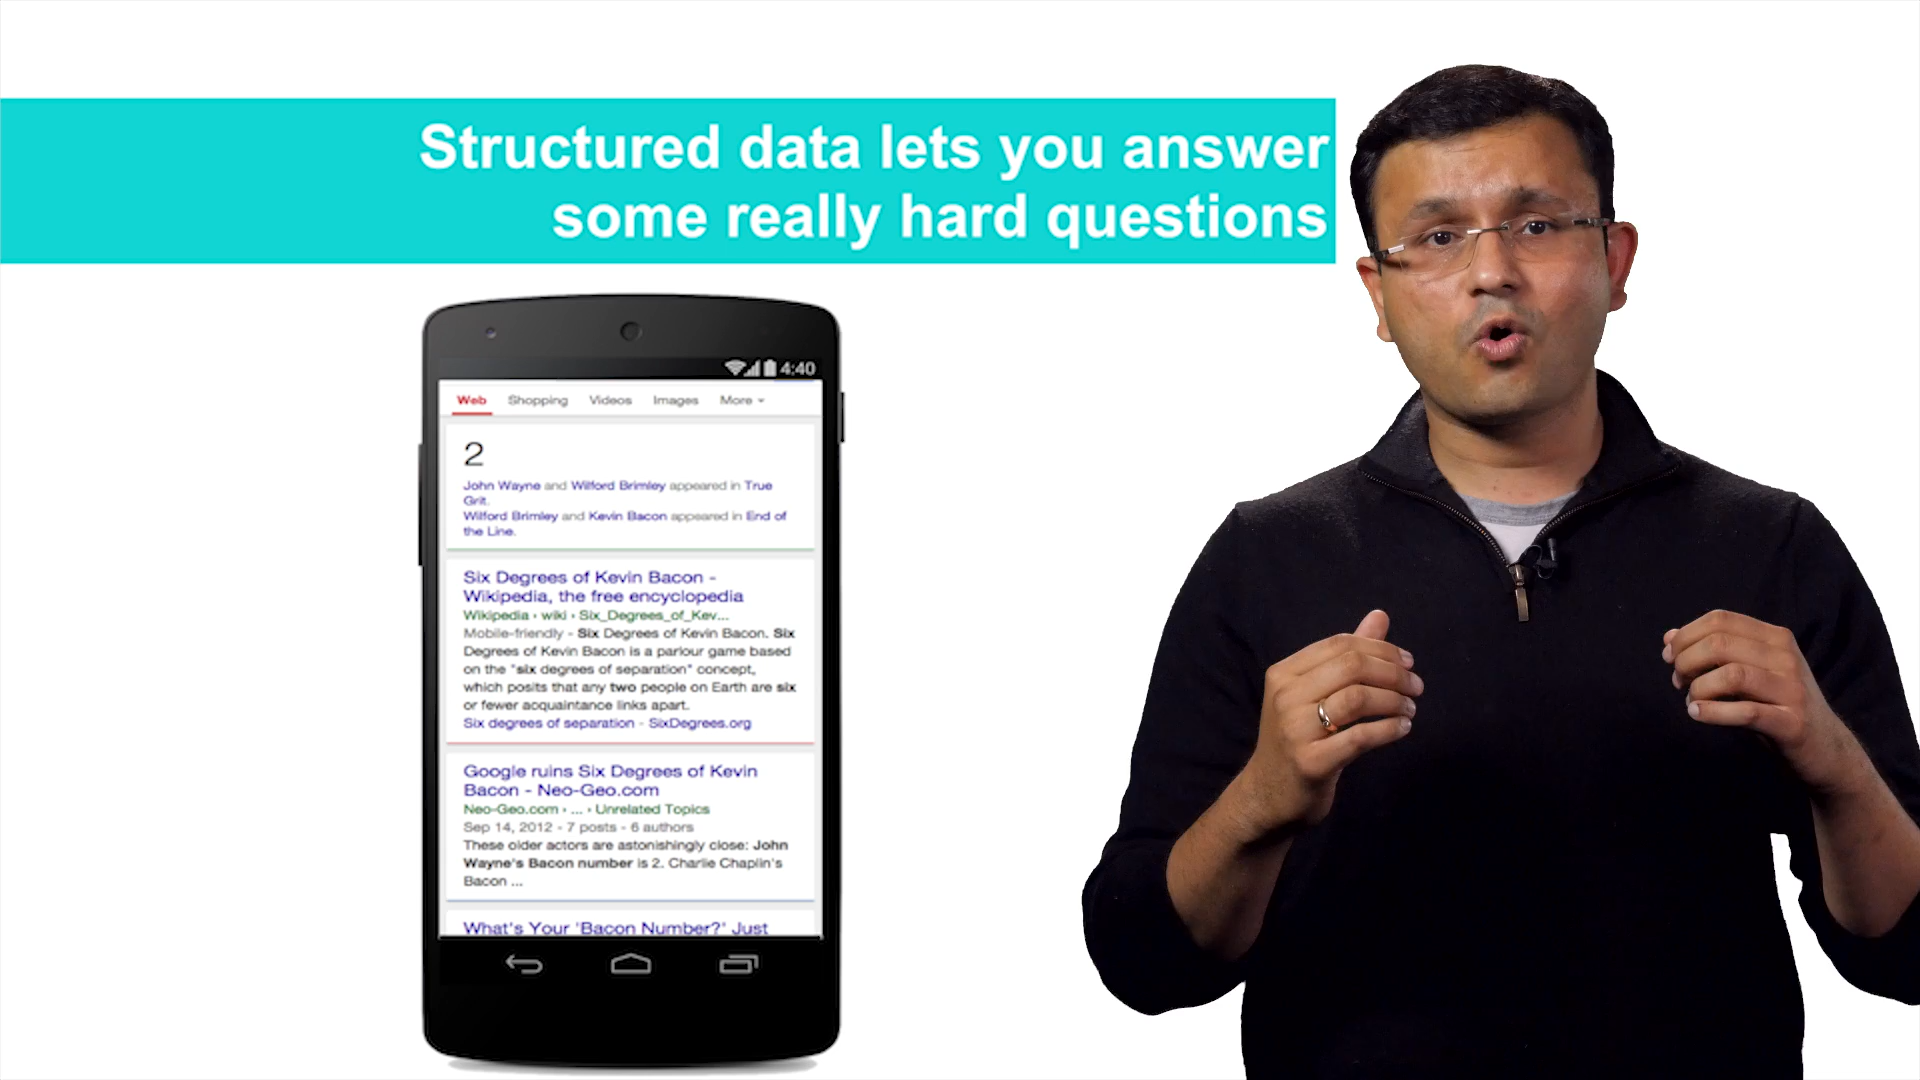 Structured data lets you answer
some really hard questions
4:40
Web Shopping Videos Images More
2
John Wayne and Wilford Brimley appeared in True
Grit.
Wilford Brimley and Kevin Bacon appeared in End of
the Line.
Six Degrees of Kevin Bacon -
Wikipedia, the free encyclopedia
Wikipedia › wiki › Six_Degrees_of_Kev...
Mobile-friendly - Six Degrees of Kevin Bacon. Six
Degrees of Kevin Bacon is a parlour game based
on the "six degrees of separation" concept,
which posits that any two people on Earth are six
or fewer acquaintance links apart.
Six degrees of separation - SixDegrees.org
Google ruins Six Degrees of Kevin
Bacon - Neo-Geo.com
Neo-Geo.com › ... › Unrelated Topics
Sep 14, 2012 - 7 posts - 6 authors
These older actors are astonishingly close: John
Wayne's Bacon number is 2. Charlie Chaplin's
Bacon ...
What's Your 'Bacon Number?' Just